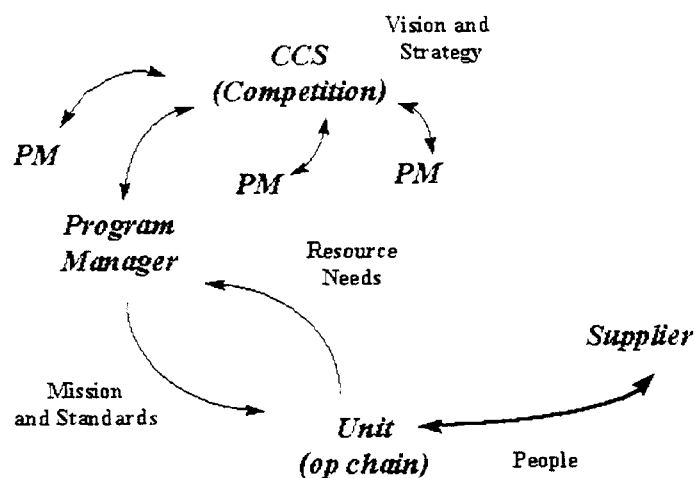 Vision and
Strategy
CCS
(Competition)
PM
PM
PM
Program
Manager
Resource
Needs
Supplier
Mission
and Standards
Unit
(op chain)
People